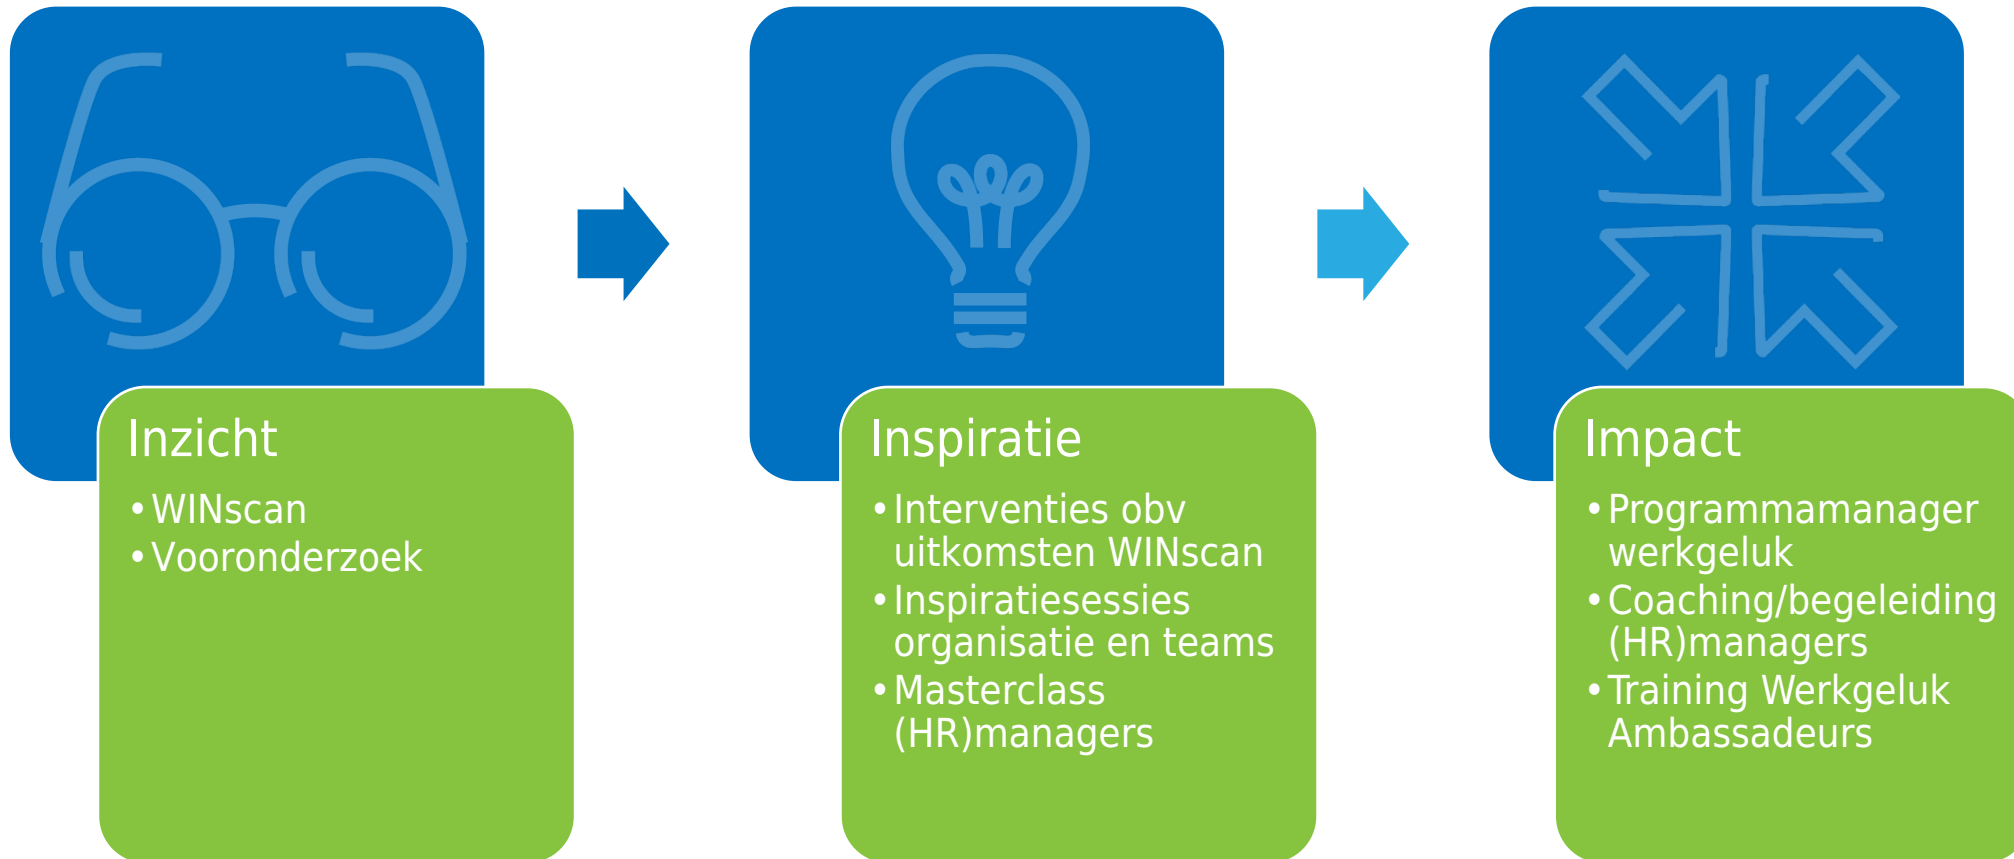 Inzicht
•WINscan
•Vooronderzoek
Inspiratie
•Interventies obv
uitkomsten WINscan
•Inspiratiesessies
organisatie en teams
•Masterclass
(HR)managers
Impact
•Programmamanager
werkgeluk
•Coaching/begeleiding
(HR)managers
•Training Werkgeluk
Ambassadeurs